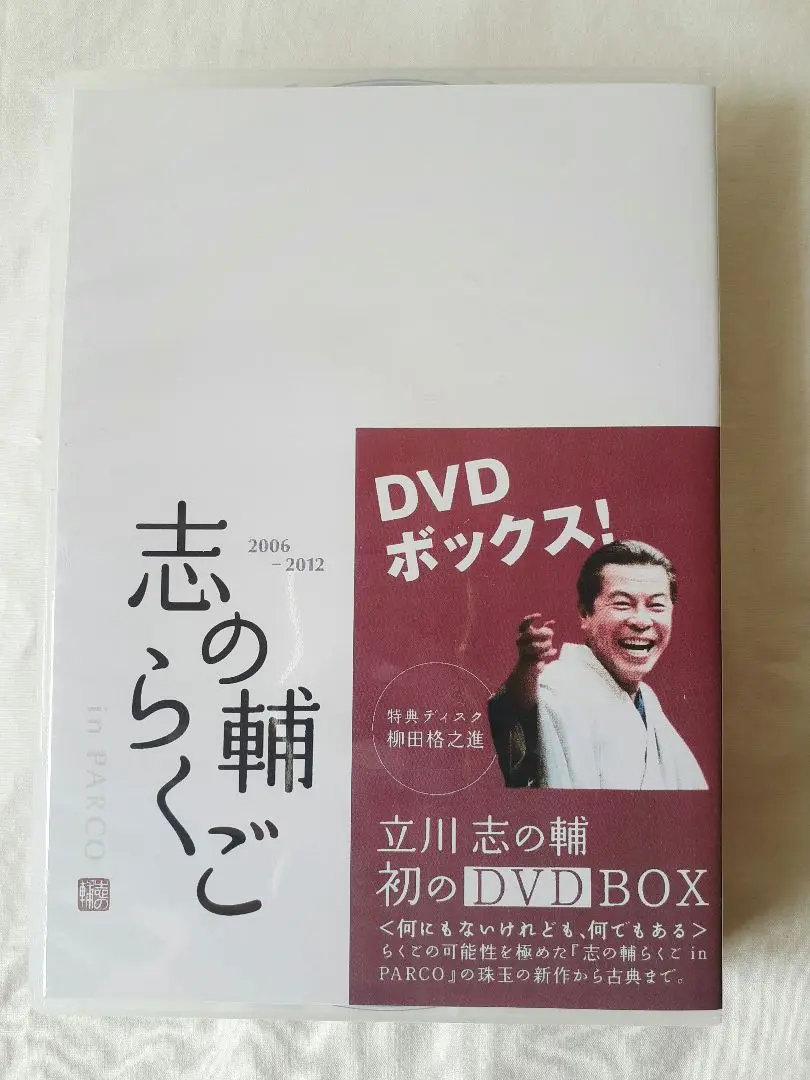 志の輔
らくご
2006
-2012
in PARCO
志の輔
DVD
ボックス!
特典ディスク
柳田格之進
立川 志の輔
初のDVD BOX
<何にもないけれども、何でもある>
らくごの可能性を極めた『志の輔らくご in
PARCO』の珠玉の新作から古典まで。